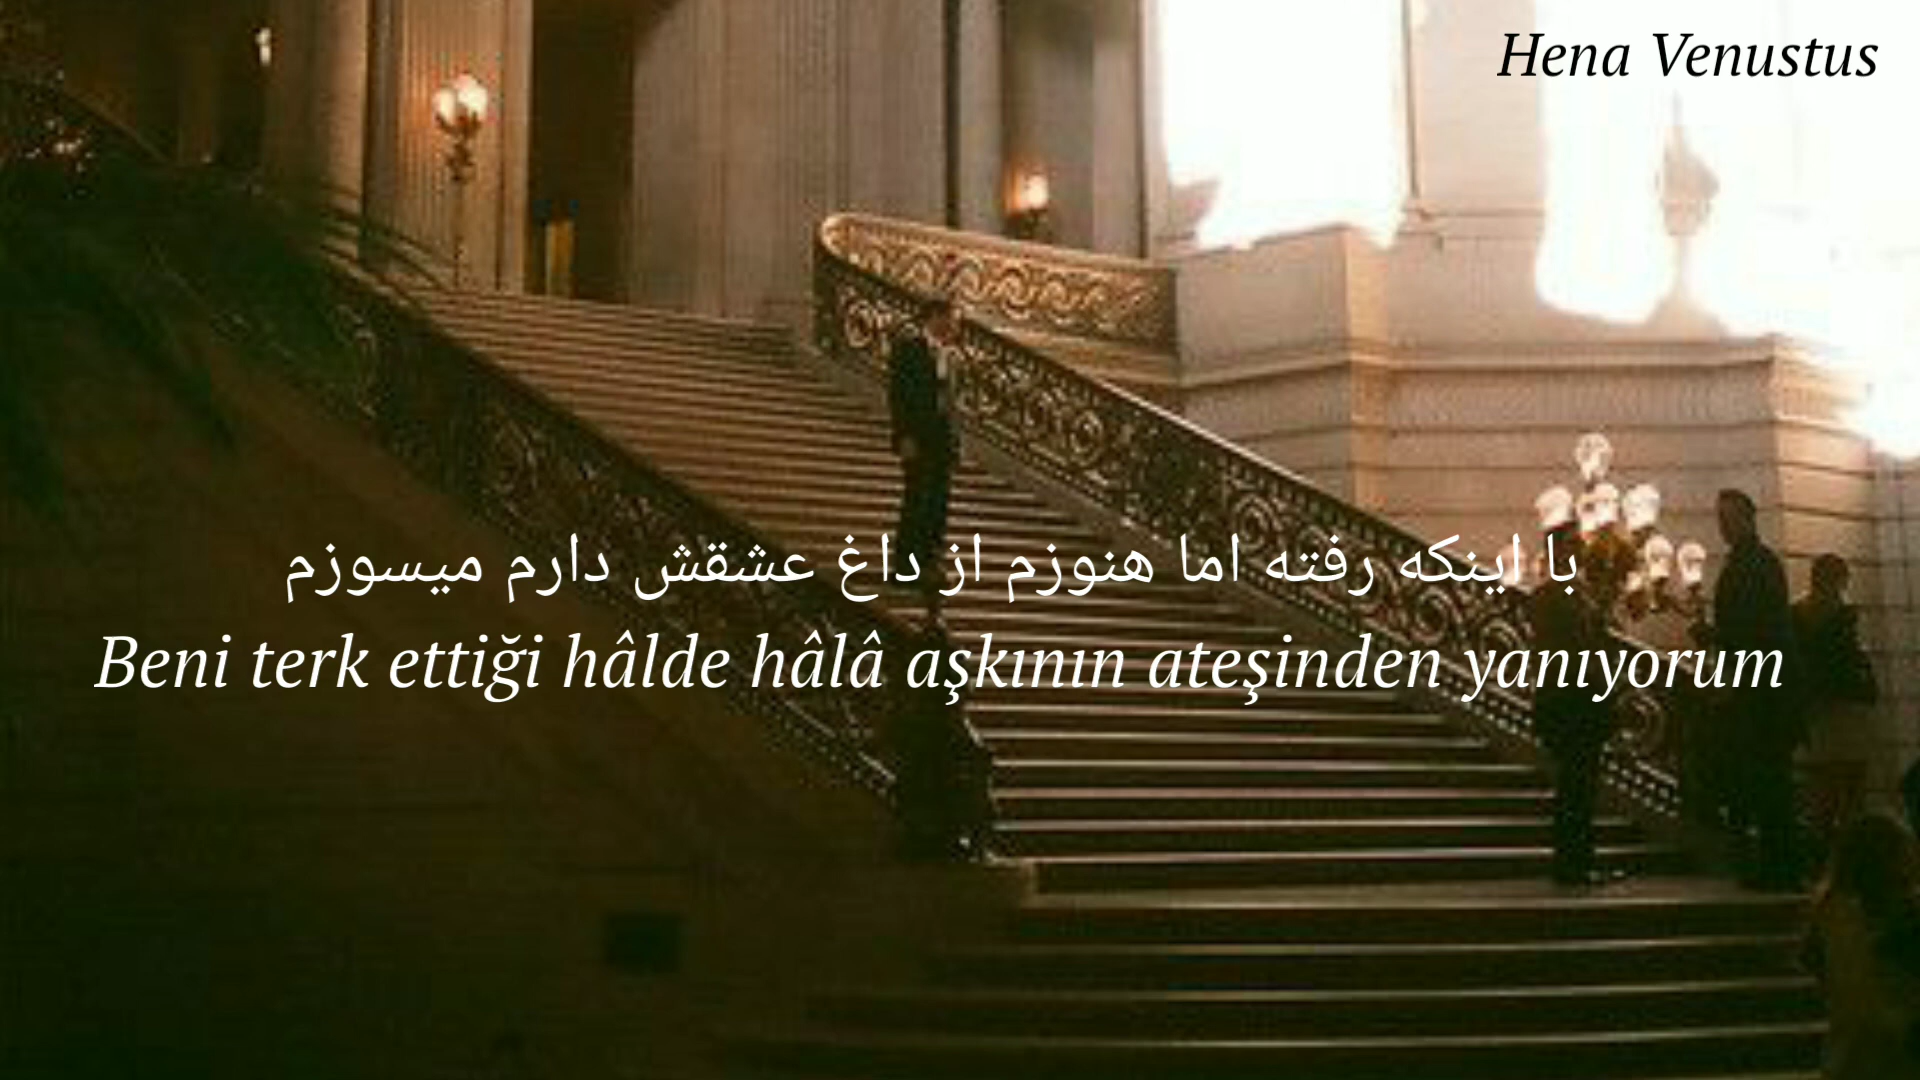 Hena Venustus
با اینکه رفته اما هنوزم از داغ عشقش دارم میسوزم
Beni terk ettiği hâlde hâlâ aşkının ateşinden yanıyorum